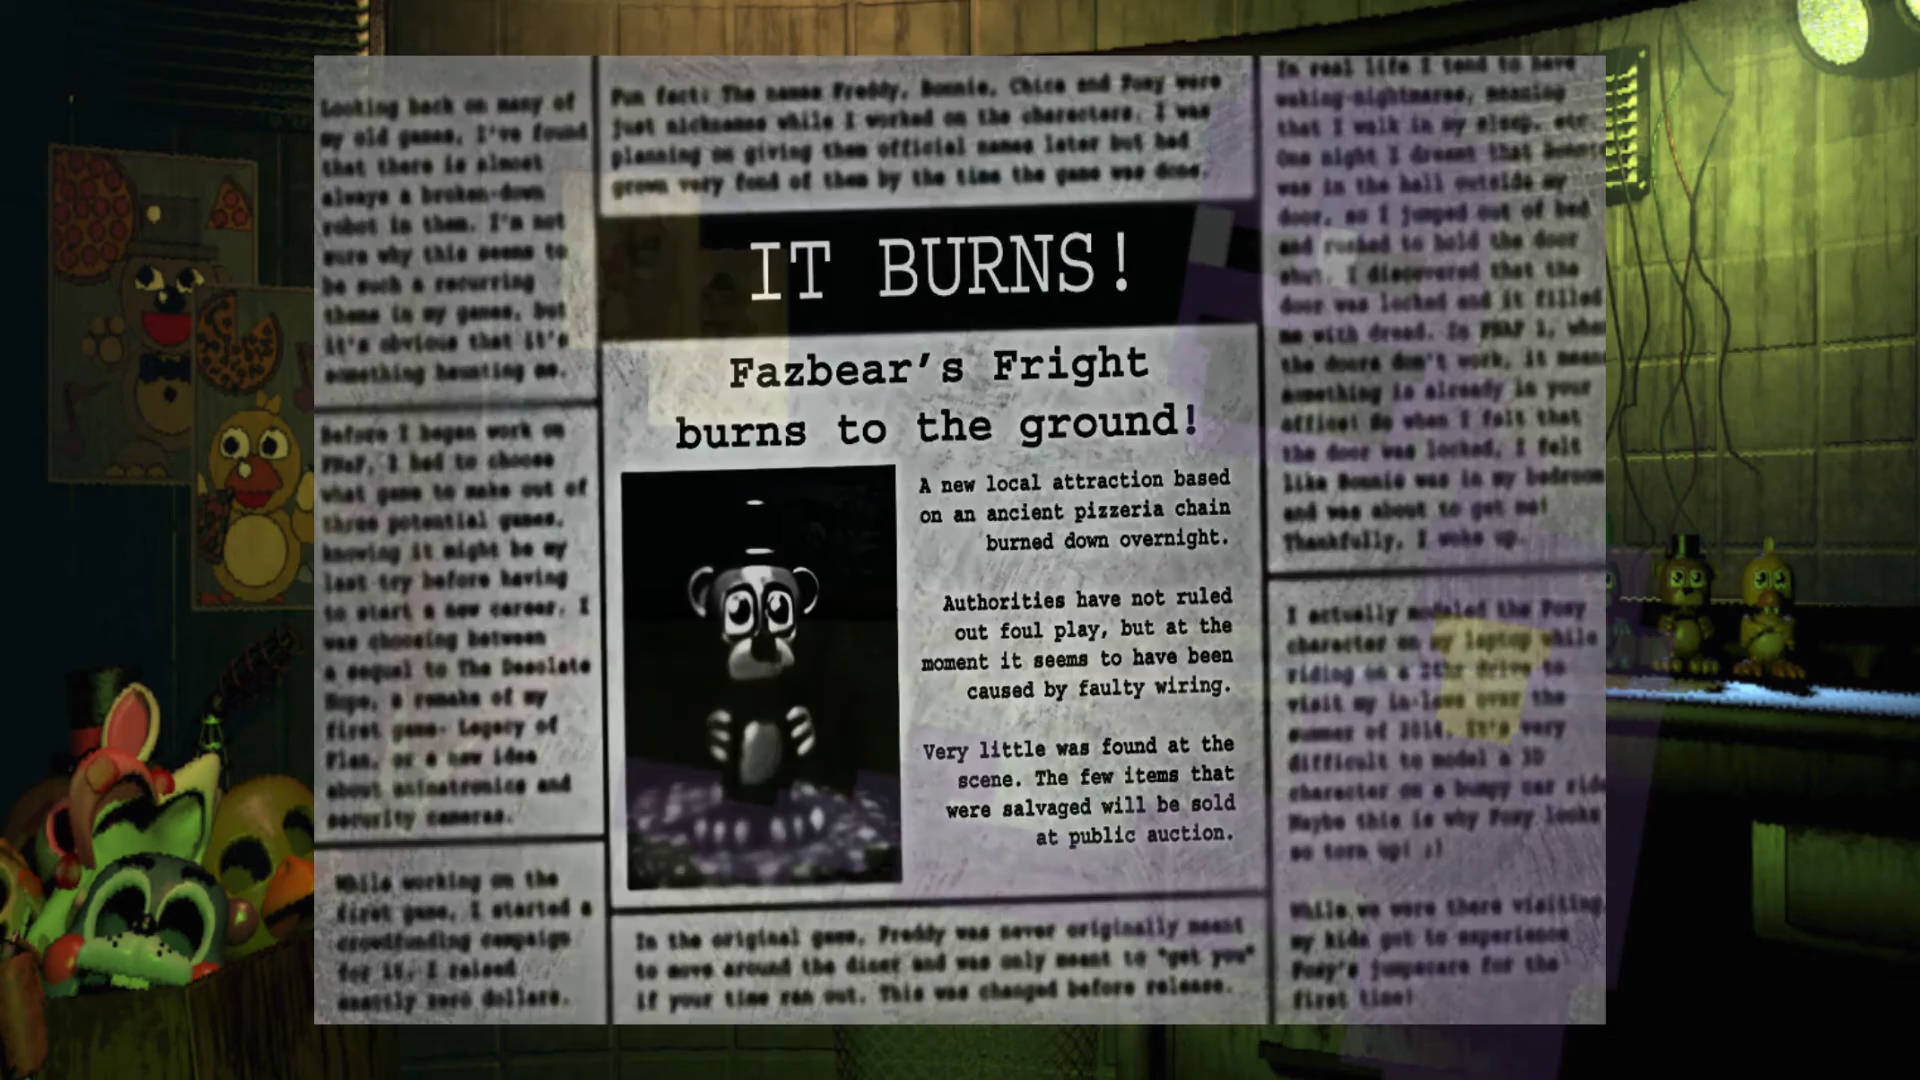 Looking back on many of
my old games, I've found
that there is almost
always a broken-down
robot in them. I'm not
sure why this seems to
be such a recurring
theme in my games, but
it's obvious that it's
something haunting me.
Before I began work on
FNaF, I had to choose
what game to make out of
three potential games,
knowing it might be my
last try before having
to start a new career. I
was choosing between
a sequel to The Desolate
Hope, a remake of my
first game- Legacy of
Flan, or a new idea
about animatronics and
security cameras.
While working on the
first game, I started a
crowdfunding campaign
for it. I raised
exactly zero dollars.
Fun fact: The names Freddy, Bonnie, Chica and Foxy were
just nicknames while I worked on the characters. I was
planning on giving them official names later but had
grown very fond of them by the time the game was done.
IT BURNS!
Fazbear's Fright
burns to the ground!
A new local attraction based
on an ancient pizzeria chain
burned down overnight.
Authorities have not ruled
out foul play, but at the
moment it seems to have been
caused by faulty wiring.
Very little was found at the
scene. The few items that
were salvaged will be sold
at public auction.
In the original game, Freddy was never originally meant
to move around the diner and was only meant to "get you"
if your time ran out. This was changed before release.
In real life I tend to have
waking-nightmares, meaning
that I walk in my sleep, etc
One night I dreamt that Bonnie
was in the hall outside my
door, so I jumped out of bed
and rushed to hold the door
shut. I discovered that the
door was locked and it filled
me with dread. In FNAF 1, when
the doors don't work, it means
something is already in your
office! So when I felt that
the door was locked, I felt
like Bonnie was in my bedroom
and was about to get me!
Thankfully, I woke up.
I actually modeled the Foxy
character on my laptop while
riding on a 24hr drive to
visit my in-laws over the
summer of 2014. It's very
difficult to model a 3D
character on a bumpy car ride
Maybe this is why Foxy looks
so torn up! ;)
While we were there visiting,
my kids got to experience
Foxy's jumpscare for the
first time!